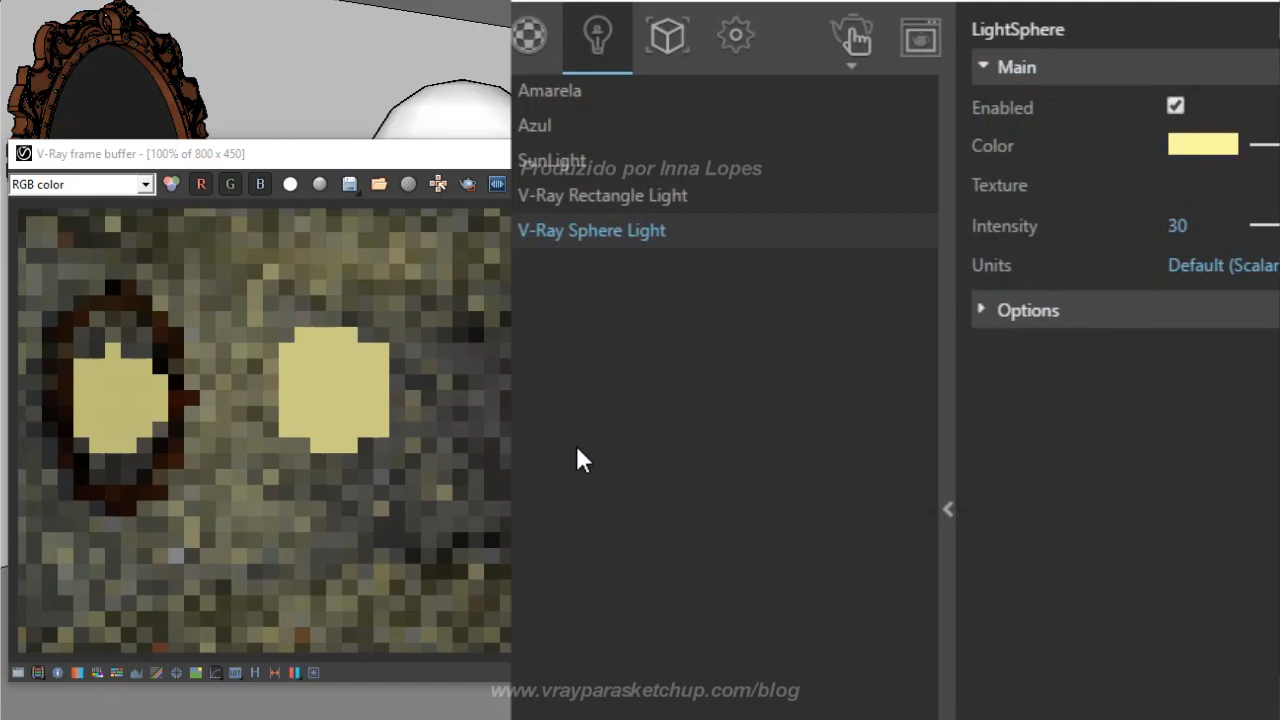 V-Ray frame buffer - [100% of 800 x 450]
RGB color
R
G
B
H
Amarela
Azul
SunLight
Produzido por Inna Lopes
V-Ray Rectangle Light
V-Ray Sphere Light
LightSphere
Main
Enabled
Color
Texture
Intensity
30
Units
Default (Scalar
Options
www.vrayparasketchup.com/blog